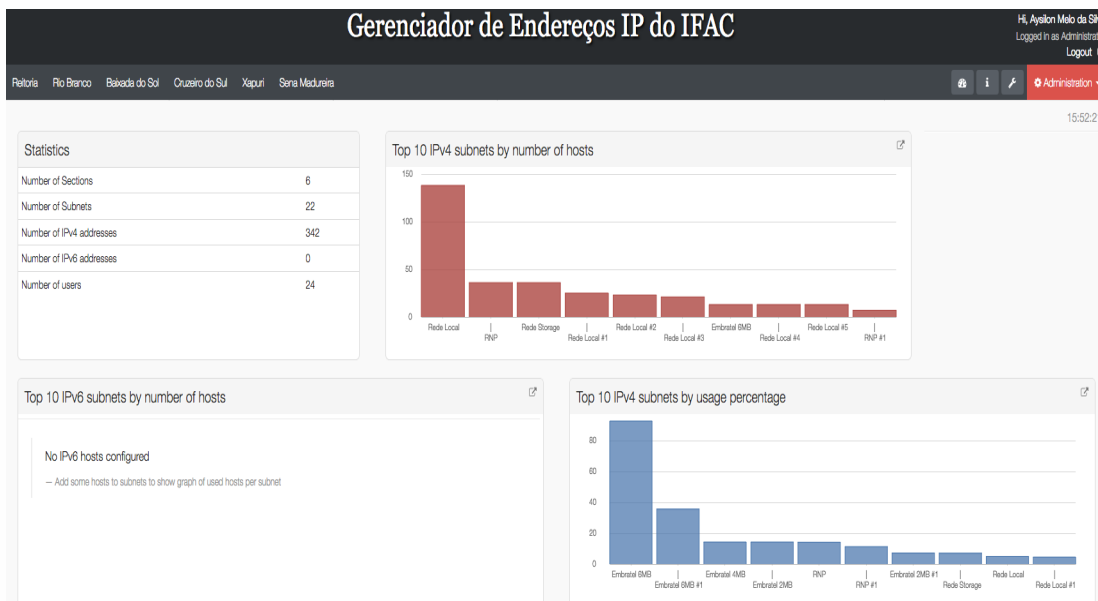 Gerenciador de Endereços IP do IFAC
Hi, Aysilon Melo da
Logged in as
Logout
Reitoria Rio Branco Baixada do Sol Cruzeiro do Sul Xapuri Sena Madureira
Administration
15:52:2
Statistics
Number of Sections 6
Number of Subnets 22
Number of IPv4 addresses 342
Number of IPv6 addresses 0
Number of users 24
Top 10 IPv4 subnets by number of hosts
150
100
50
0
Rede Local RNP Rede Storage Rede Local #1 Rede Local #2 Rede Local #3 Embratel 6MB Rede Local #4 Rede Local #5 RNP #1
Top 10 IPv6 subnets by number of hosts
No IPv6 hosts configured
— Add some hosts to subnets to show graph of used hosts per subnet
Top 10 IPv4 subnets by usage percentage
80
60
40
20
0
Embratel 6MB Embratel 6MB #1 Embratel 4MB Embratel 2MB RNP RNP #1 Embratel 2MB #1 Rede Storage Rede Local Rede Local #1